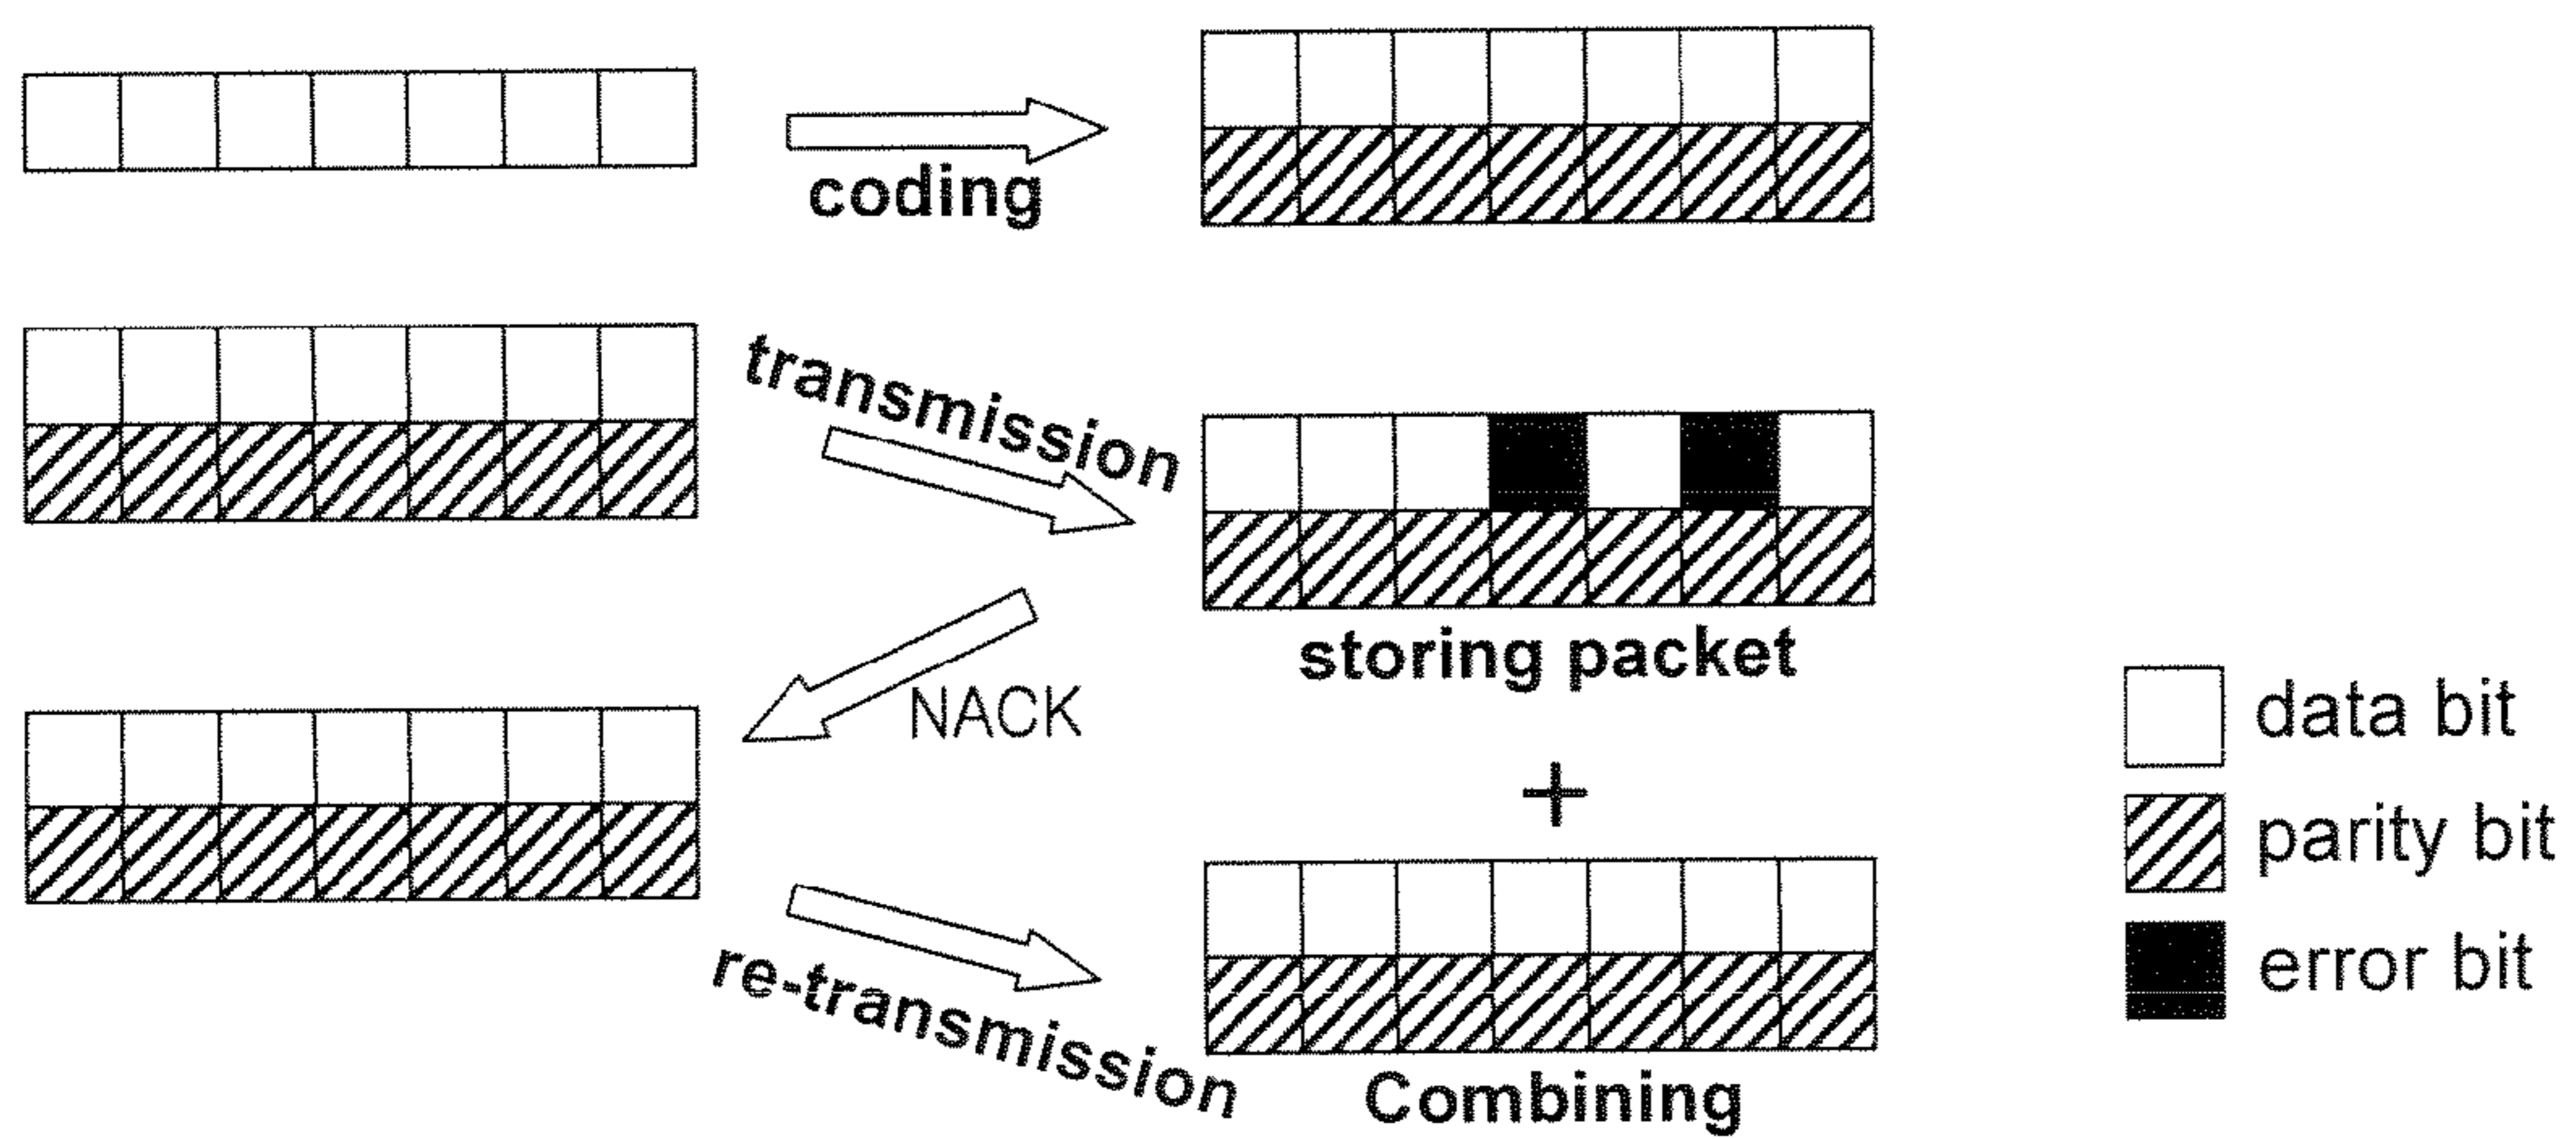 coding
transmission
storing packet
NACK
data bit
+
parity bit
error bit
re-transmission
Combining